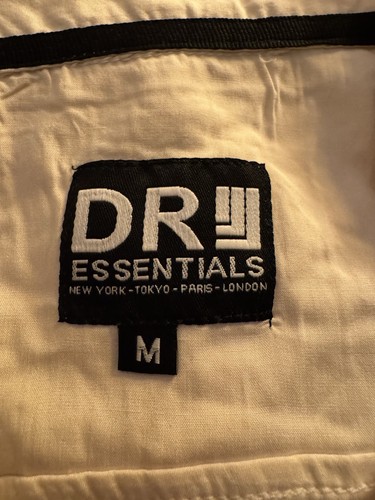 DR
ESSENTIALS
NEW YORK - TOKYO - PARIS - LONDON
M